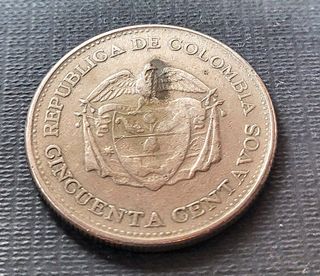 REPUBLICA DE COLOMBIA
CINCUENTA CENTAVOS